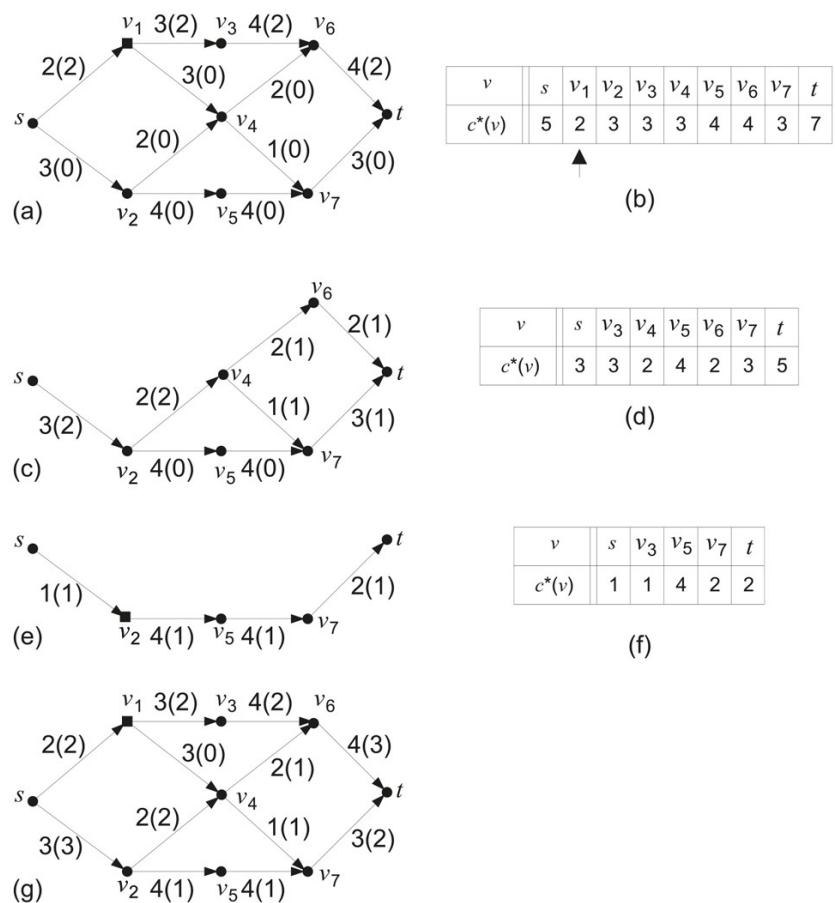 v1 3(2) v3 4(2) v6
2(2) 3(0) 2(0) 4(2)
s v4 t
3(0) 2(0) 1(0) 3(0)
v2 4(0) v5 4(0) v7
(a)
v s v1 v2 v3 v4 v5 v6 v7 t
c*(v) 5 2 3 3 3 4 4 3 7
(b)
v6
2(1) 2(1)
s v4 t
3(2) 2(2) 1(1) 3(1)
v2 4(0) v5 4(0) v7
(c)
v s v3 v4 v5 v6 v7 t
c*(v) 3 3 2 4 2 3 5
(d)
s t
1(1) 2(1)
v2 4(1) v5 4(1) v7
(e)
v s v3 v5 v7 t
c*(v) 1 1 4 2 2
(f)
v1 3(2) v3 4(2) v6
2(2) 3(0) 2(1) 4(3)
s v4 t
3(3) 2(2) 1(1) 3(2)
v2 4(1) v5 4(1) v7
(g)